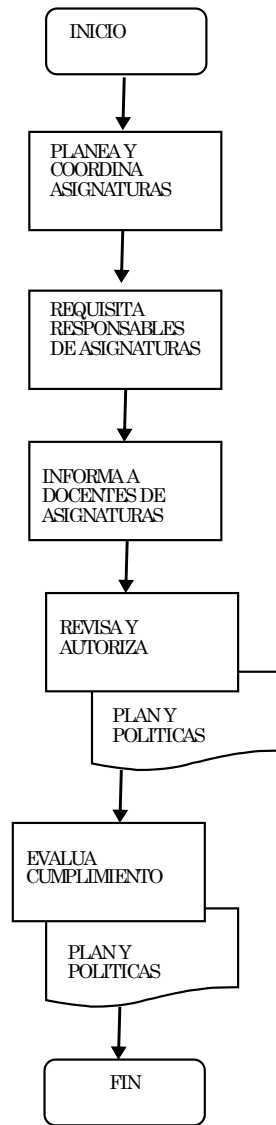 INICIO
PLANEA Y
COORDINA
ASIGNATURAS
REQUISITA
RESPONSABLES
DE ASIGNATURAS
INFORMA A
DOCENTES DE
ASIGNATURAS
REVISA Y
AUTORIZA
PLAN Y
POLITICAS
EVALUA
CUMPLIMIENTO
PLAN Y
POLITICAS
FIN